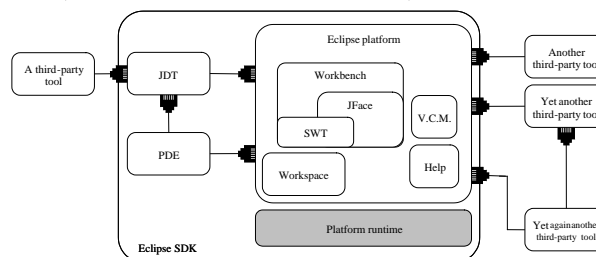 Eclipse platform
Another
third-party tool
A third-party
tool
JDT
Workbench
JFace
SWT
V.C.M.
Yet another
third-party tool
PDE
Workspace
Help
Platform runtime
Yet again another
third-party tool
Eclipse SDK